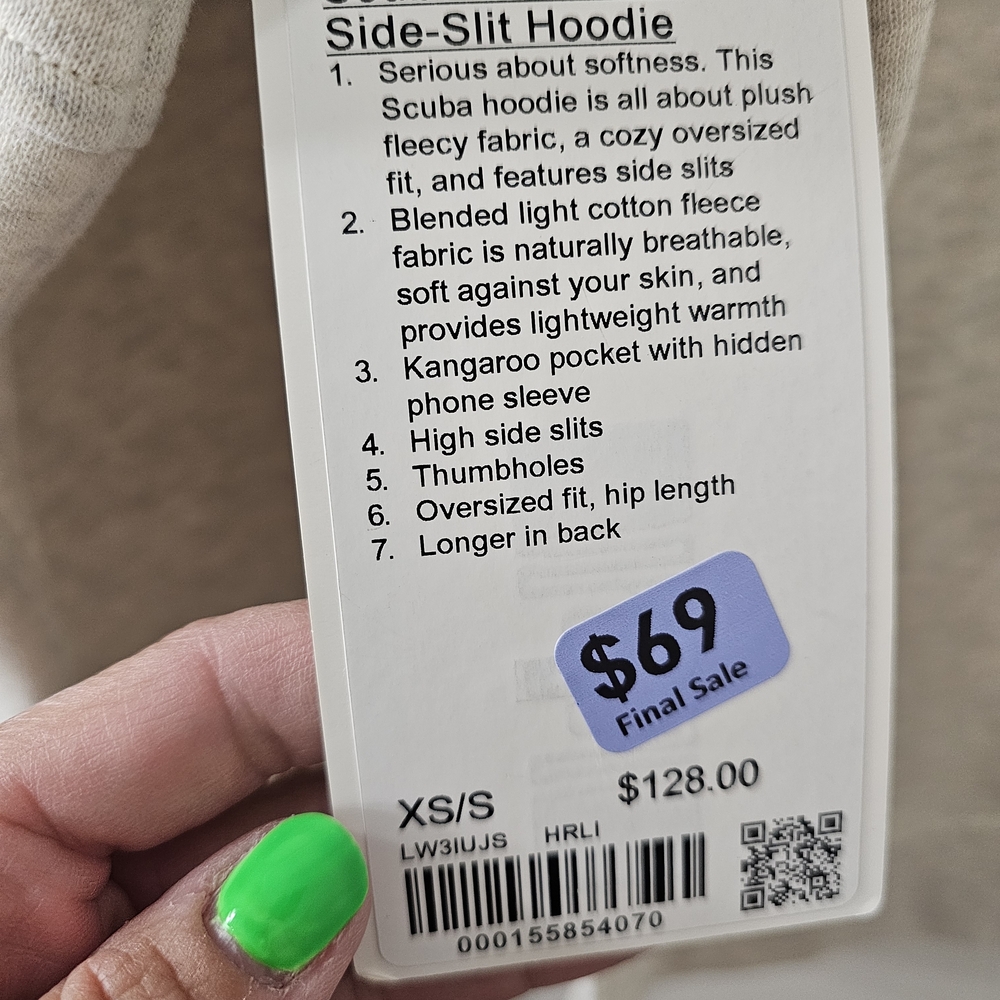 Side-Slit Hoodie
1. Serious about softness. This
Scuba hoodie is all about plush
fleecy fabric, a cozy oversized
fit, and features side slits
2. Blended light cotton fleece
fabric is naturally breathable,
soft against your skin, and
provides lightweight warmth
3. Kangaroo pocket with hidden
phone sleeve
4. High side slits
5. Thumbholes
6. Oversized fit, hip length
7. Longer in back
$69
Final Sale
$128.00
XS/S
LW3IUJS HRLI
000155854070